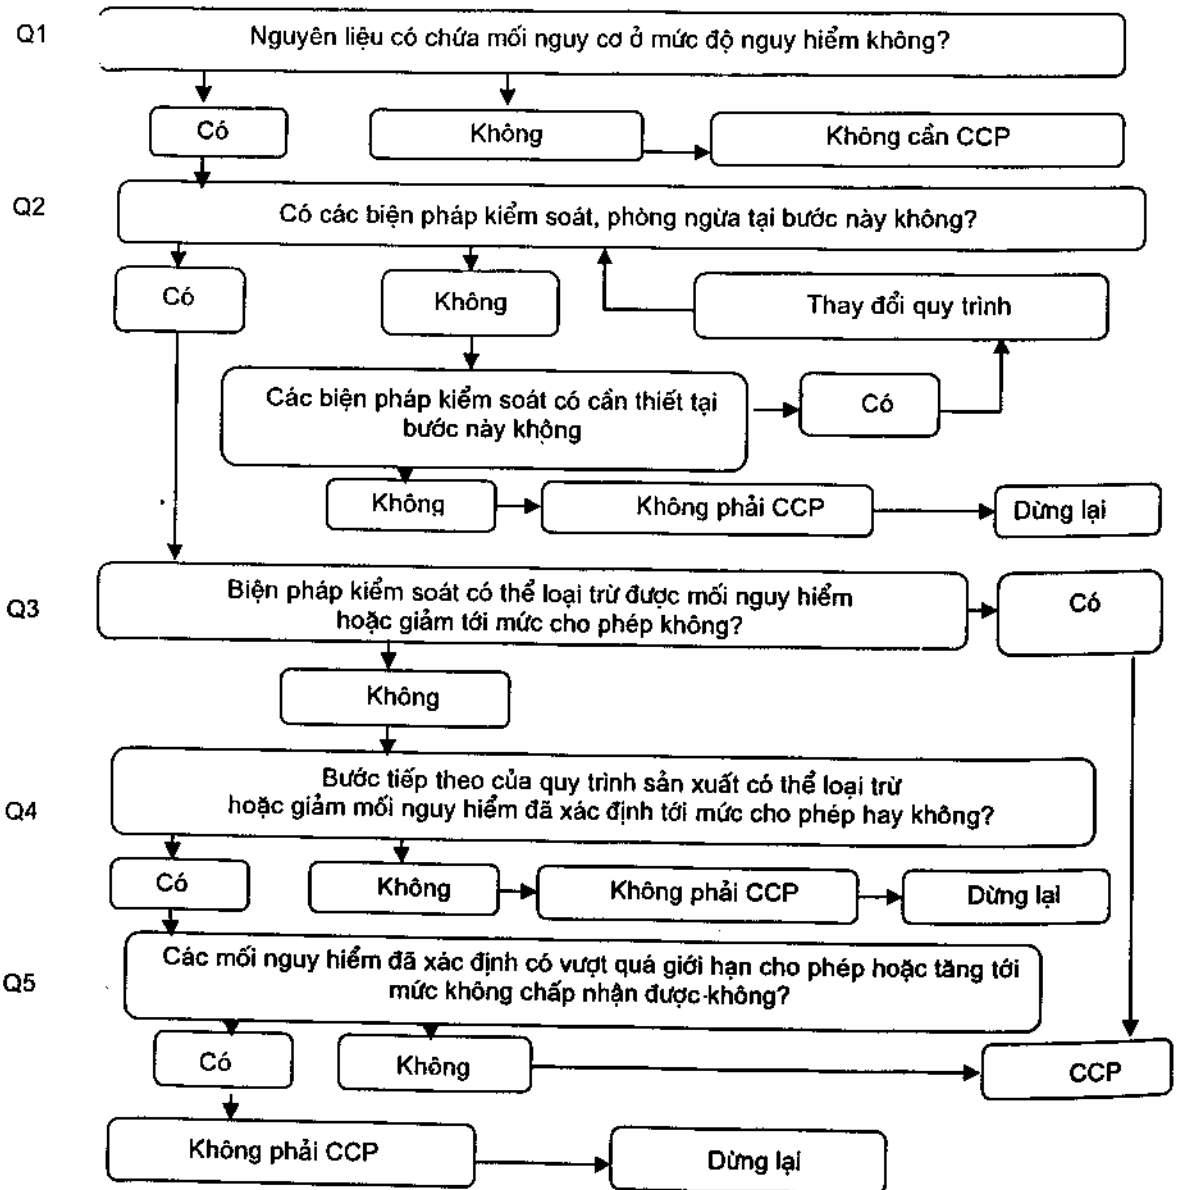 Q1
Nguyên liệu có chứa mối nguy cơ ở mức độ nguy hiểm không?
Có
Không
Không cần CCP
Q2
Có các biện pháp kiểm soát, phòng ngừa tại bước này không?
Có
Không
Thay đổi quy trình
Các biện pháp kiểm soát có cần thiết tại
bước này không
Có
Không
Không phải CCP
Dừng lại
Q3
Biện pháp kiểm soát có thể loại trừ được mối nguy hiểm
hoặc giảm tới mức cho phép không?
Có
Không
Q4
Bước tiếp theo của quy trình sản xuất có thể loại trừ
hoặc giảm mối nguy hiểm đã xác định tới mức cho phép hay không?
Có
Không
Không phải CCP
Dừng lại
Q5
Các mối nguy hiểm đã xác định có vượt quá giới hạn cho phép hoặc tăng tới
mức không chấp nhận được không?
Có
Không
CCP
Không phải CCP
Dừng lại